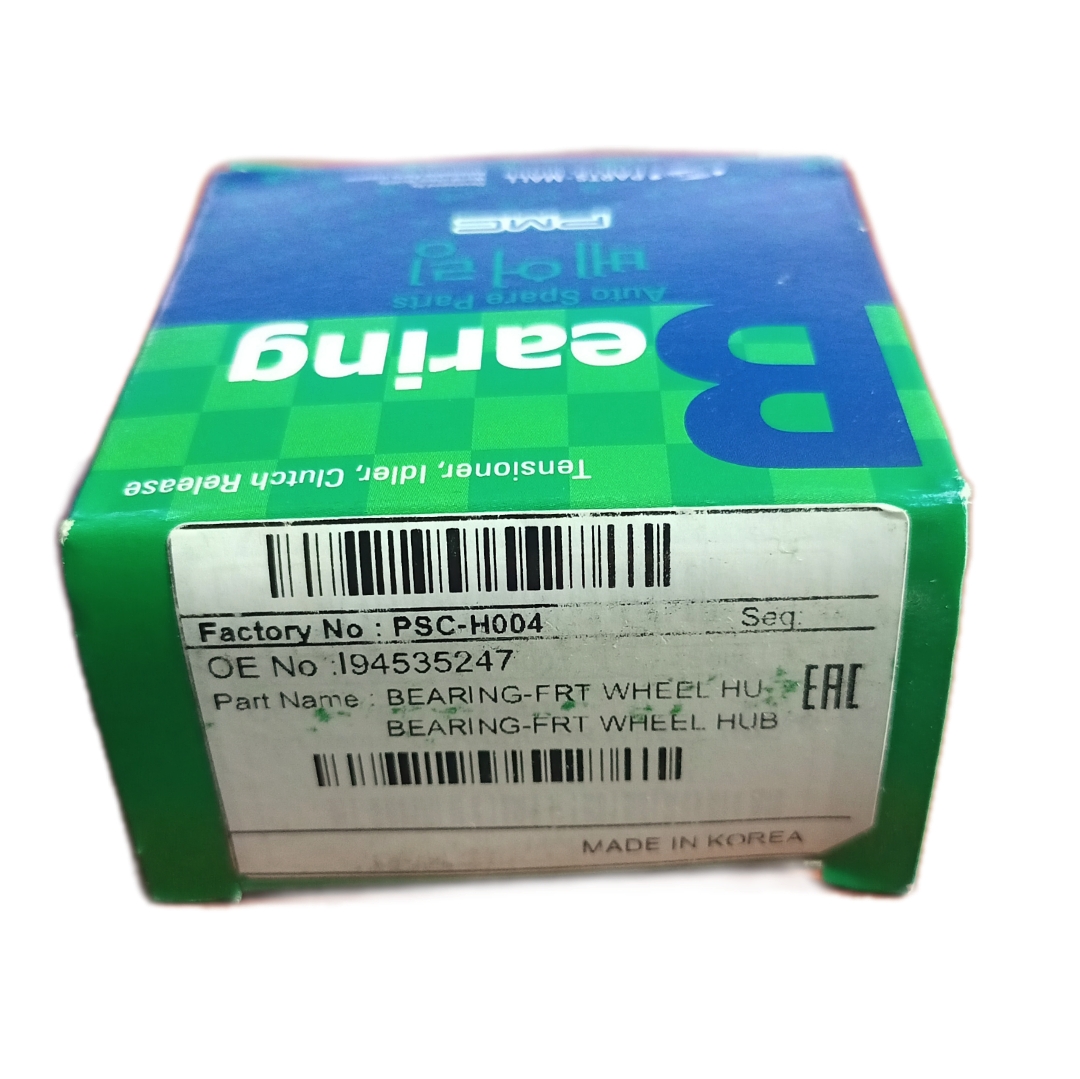 PMC
베어링
Auto Spare Parts
Bearing
Tensioner, Idler, Clutch Release
Factory No : PSC-H004 Seq:
OE No :I94535247
Part Name : BEARING-FRT WHEEL HU
BEARING-FRT WHEEL HUB
EAC
MADE IN KOREA